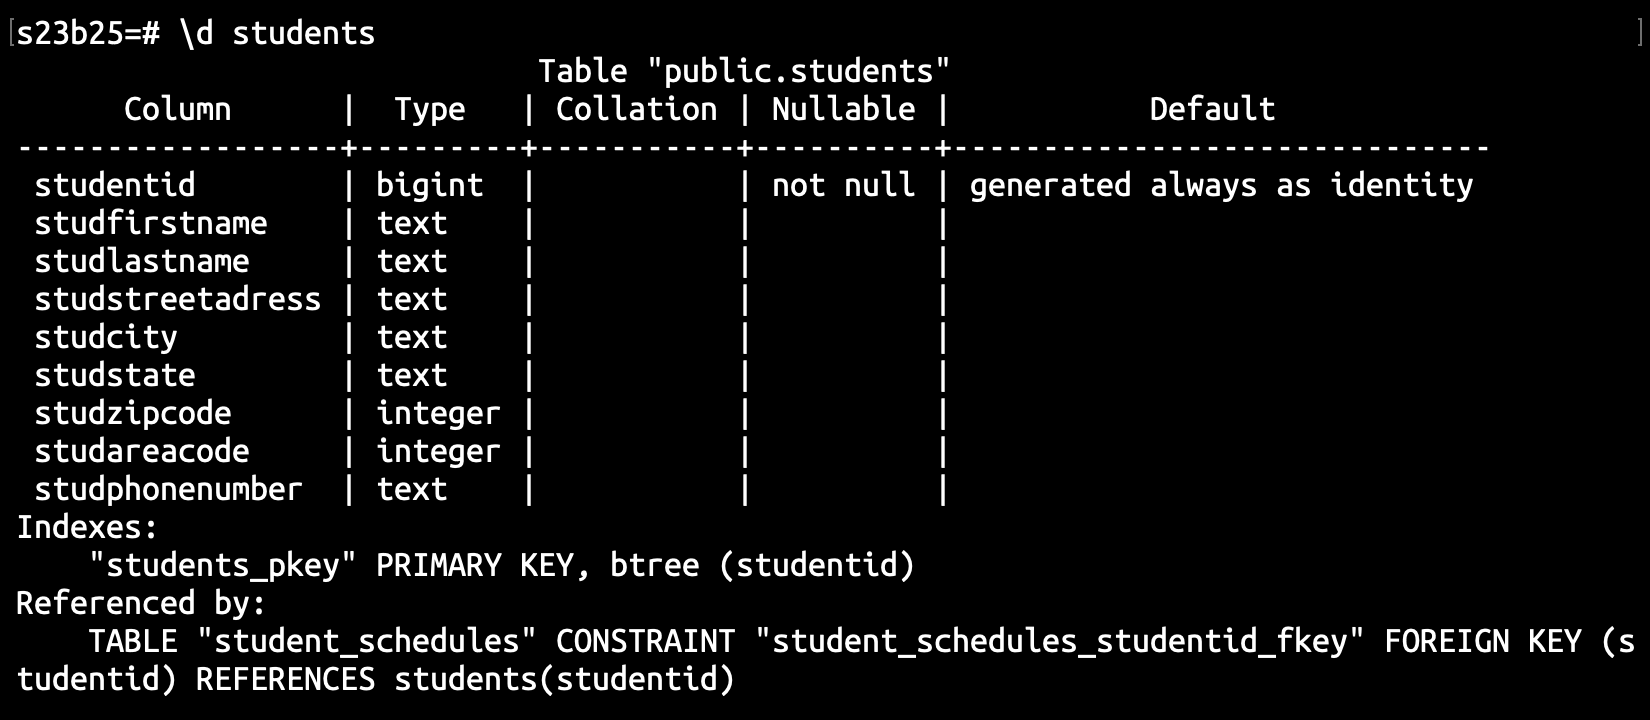 [s23b25=# \d students ]
Table "public.students"
Column | Type | Collation | Nullable | Default
------------------+---------+-----------+----------+------------------------------
studentid | bigint | | not null | generated always as identity
studfirstname | text | | |
studlastname | text | | |
studstreetadress | text | | |
studcity | text | | |
studstate | text | | |
studzipcode | integer | | |
studareacode | integer | | |
studphonenumber | text | | |
Indexes:
"students_pkey" PRIMARY KEY, btree (studentid)
Referenced by:
TABLE "student_schedules" CONSTRAINT "student_schedules_studentid_fkey" FOREIGN KEY (s
tudentid) REFERENCES students(studentid)